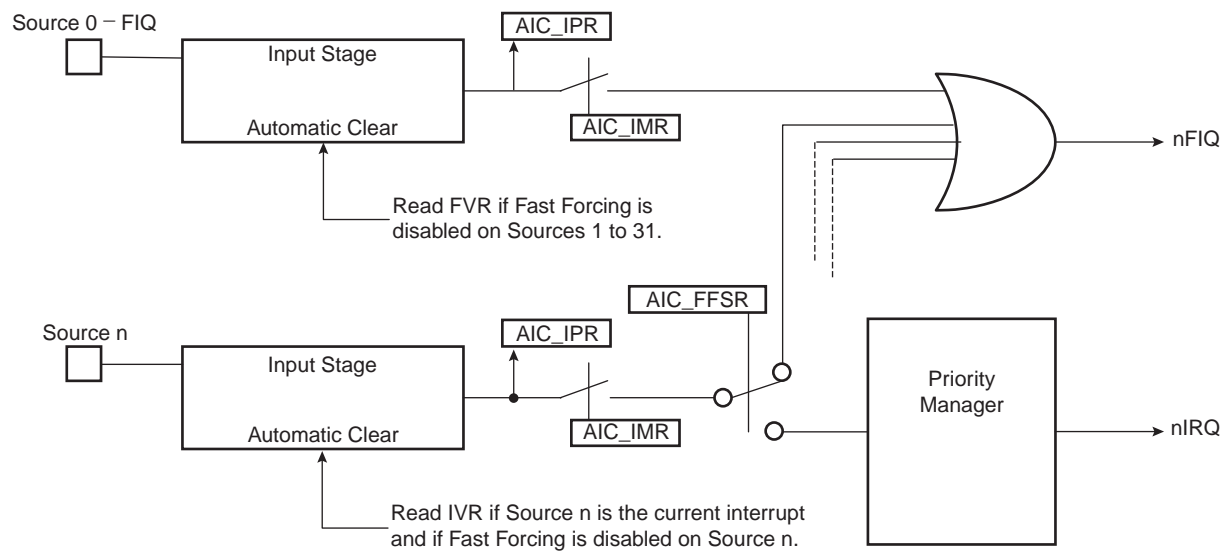 Source 0 – FIQ
AIC_IPR
Input Stage
AIC_IMR
Automatic Clear
nFIQ
Read FVR if Fast Forcing is
disabled on Sources 1 to 31.
AIC_FFSR
Source n
AIC_IPR
Input Stage
Priority
Manager
AIC_IMR
Automatic Clear
nIRQ
Read IVR if Source n is the current interrupt
and if Fast Forcing is disabled on Source n.